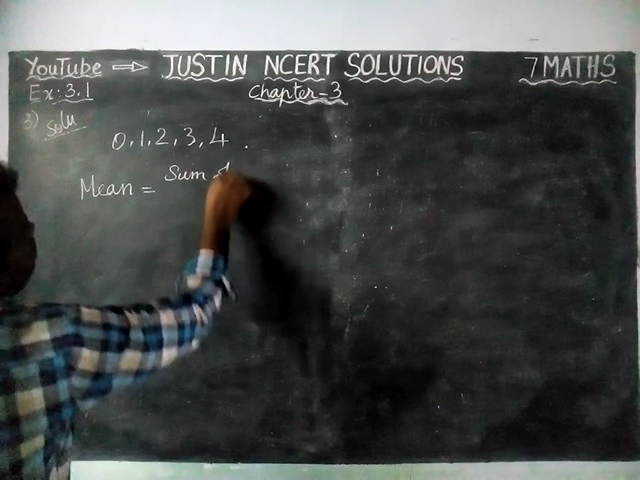 YouTube ⇒ JUSTIN NCERT SOLUTIONS 7 MATHS
Ex: 3.1 Chapter-3
3) Solu
0, 1, 2, 3, 4 .
Mean = Sum